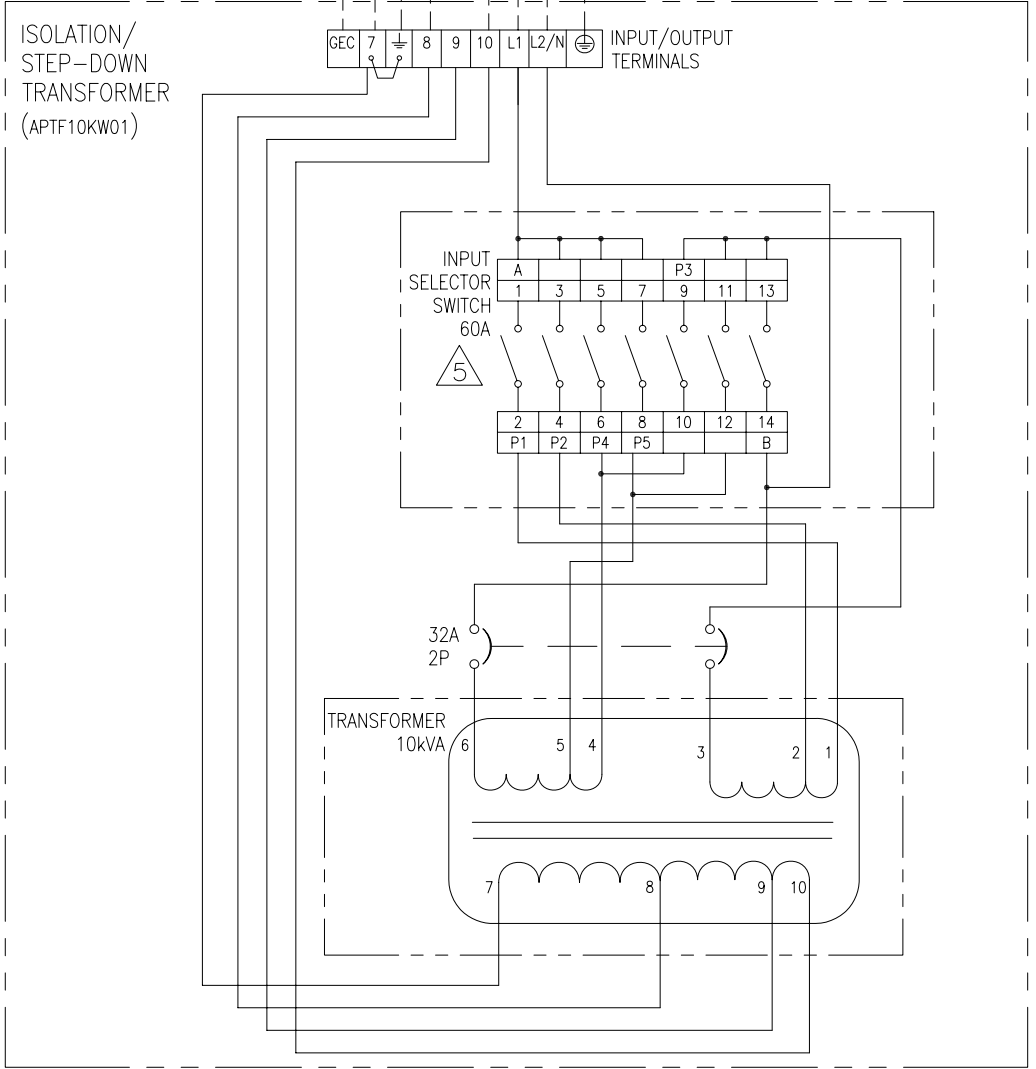 ISOLATION/
STEP-DOWN
TRANSFORMER
(APTF10KW01)
GEC 7 8 9 10 L1 L2/N
INPUT/OUTPUT
TERMINALS
INPUT
SELECTOR
SWITCH
60A
5
A P3
1 3 5 7 9 11 13
2 4 6 8 10 12 14
P1 P2 P4 P5 B
32A
2P
TRANSFORMER
10kVA
6 5 4 3 2 1
7 8 9 10